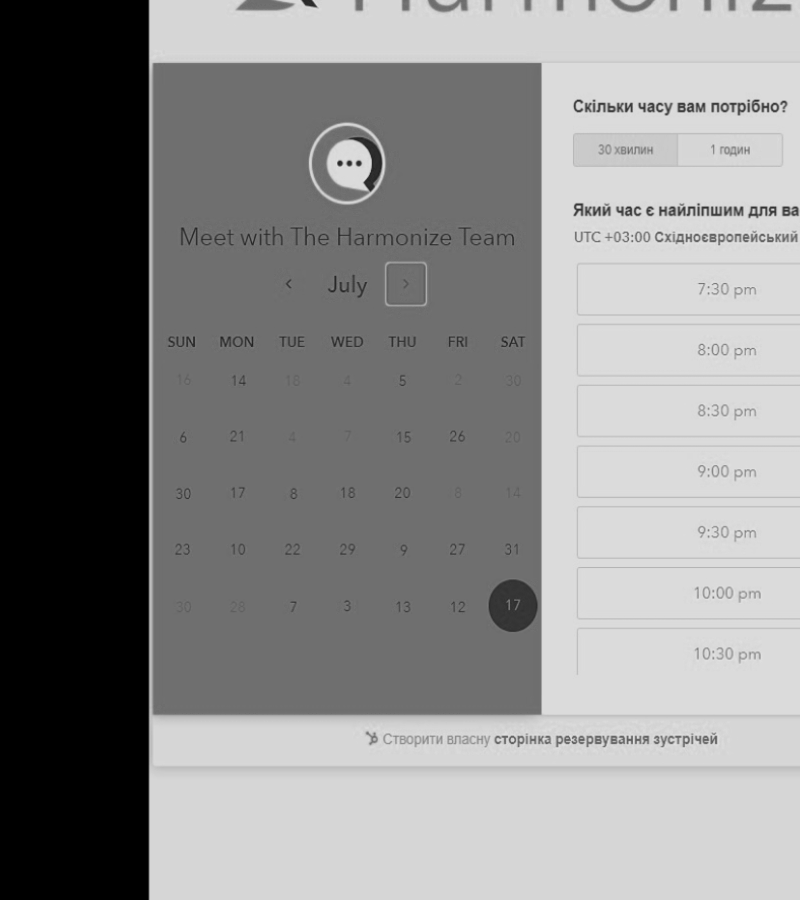 Harmoniz
Meet with The Harmonize Team
July
SUN MON TUE WED THU FRI SAT
16 14 18 4 5 2 30
6 21 4 7 15 26 20
30 17 8 18 20 8 14
23 10 22 29 9 27 31
30 28 7 3 13 12 17
Скільки часу вам потрібно?
30 хвилин 1 годин
Який час є найліпшим для ва
UTC +03:00 Східноєвропейський
7:30 pm
8:00 pm
8:30 pm
9:00 pm
9:30 pm
10:00 pm
10:30 pm
Створити власну сторінка резервування зустрічей